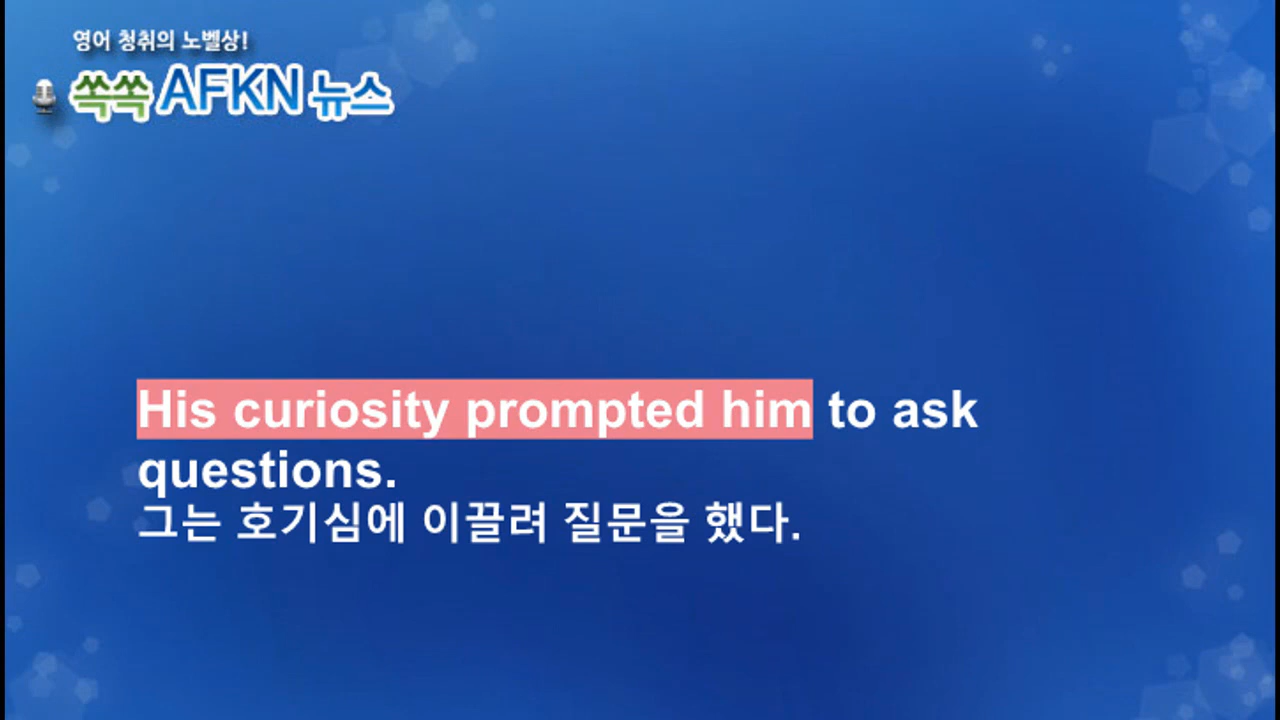 영어 청취의 노벨상!
쏙쏙 AFKN 뉴스
His curiosity prompted him to ask
questions.
그는 호기심에 이끌려 질문을 했다.